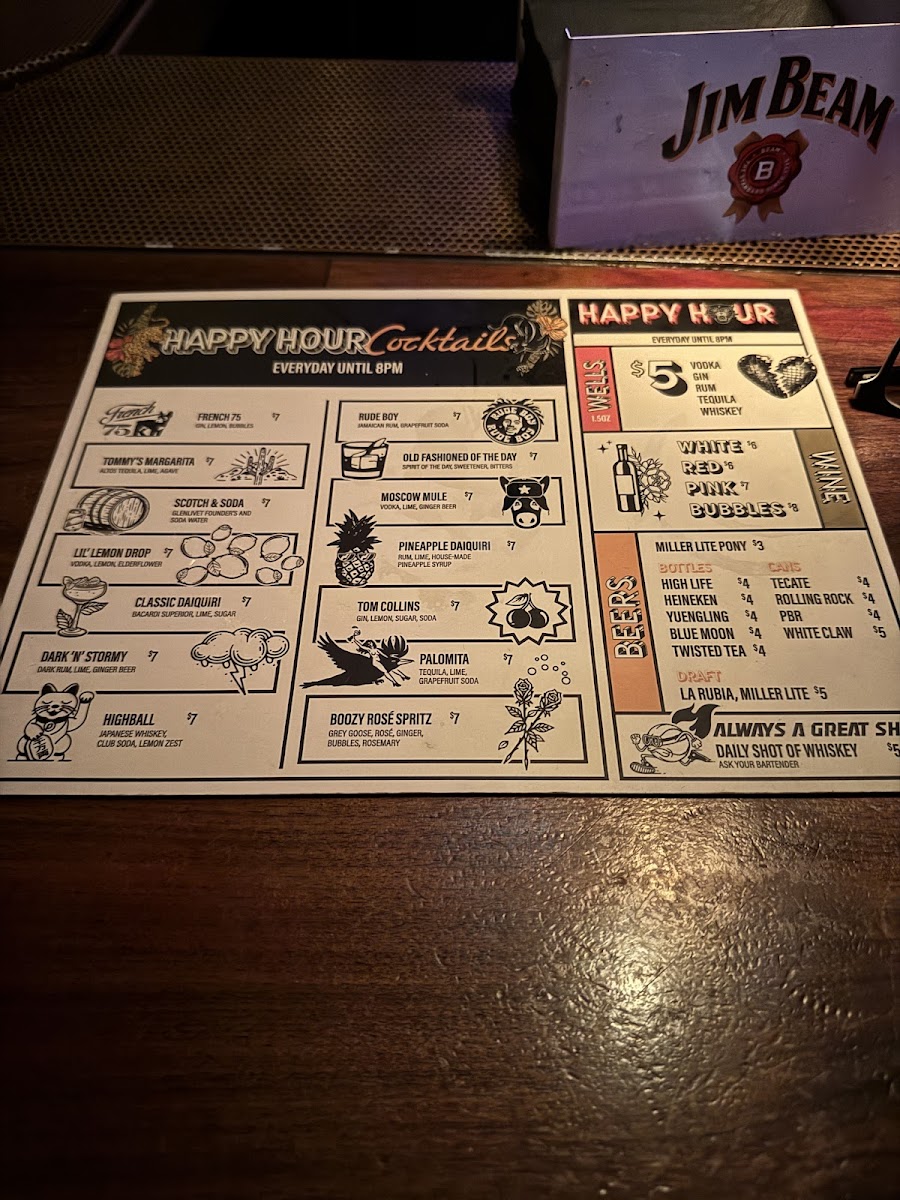 JIM BEAM
B
HAPPY HOUR Cocktails
EVERYDAY UNTIL 8PM
French
75
FRENCH 75 $7
GIN, LEMON, BUBBLES
TOMMY'S MARGARITA $7
ALTOS TEQUILA, LIME, AGAVE
SCOTCH & SODA $7
GLENLIVET FOUNDER'S AND
SODA WATER
LIL' LEMON DROP $7
VODKA, LEMON, ELDERFLOWER
CLASSIC DAIQUIRI $7
BACARDI SUPERIOR, LIME, SUGAR
DARK 'N' STORMY $7
DARK RUM, LIME, GINGER BEER
HIGHBALL $7
JAPANESE WHISKEY,
CLUB SODA, LEMON ZEST
RUDE BOY $7
JAMAICAN RUM, GRAPEFRUIT SODA
RUDE BOY
RUDE BOY
OLD FASHIONED OF THE DAY $7
SPIRIT OF THE DAY, SWEETENER, BITTERS
MOSCOW MULE $7
VODKA, LIME, GINGER BEER
PINEAPPLE DAIQUIRI $7
RUM, LIME, HOUSE-MADE
PINEAPPLE SYRUP
TOM COLLINS $7
GIN, LEMON, SUGAR, SODA
PALOMITA $7
TEQUILA, LIME,
GRAPEFRUIT SODA
BOOZY ROSÉ SPRITZ $7
GREY GOOSE, ROSÉ, GINGER,
BUBBLES, ROSEMARY
HAPPY HOUR
EVERYDAY UNTIL 8PM
WELLS
1.5OZ
$5
VODKA
GIN
RUM
TEQUILA
WHISKEY
WHITE $6
RED $6
PINK $7
BUBBLES $8
WINE
BEERS
MILLER LITE PONY $3
BOTTLES
HIGH LIFE $4
HEINEKEN $4
YUENGLING $4
BLUE MOON $4
TWISTED TEA $4
CANS
TECATE $4
ROLLING ROCK $4
PBR $4
WHITE CLAW $5
DRAFT
LA RUBIA, MILLER LITE $5
ALWAYS A GREAT SH
DAILY SHOT OF WHISKEY $5
ASK YOUR BARTENDER